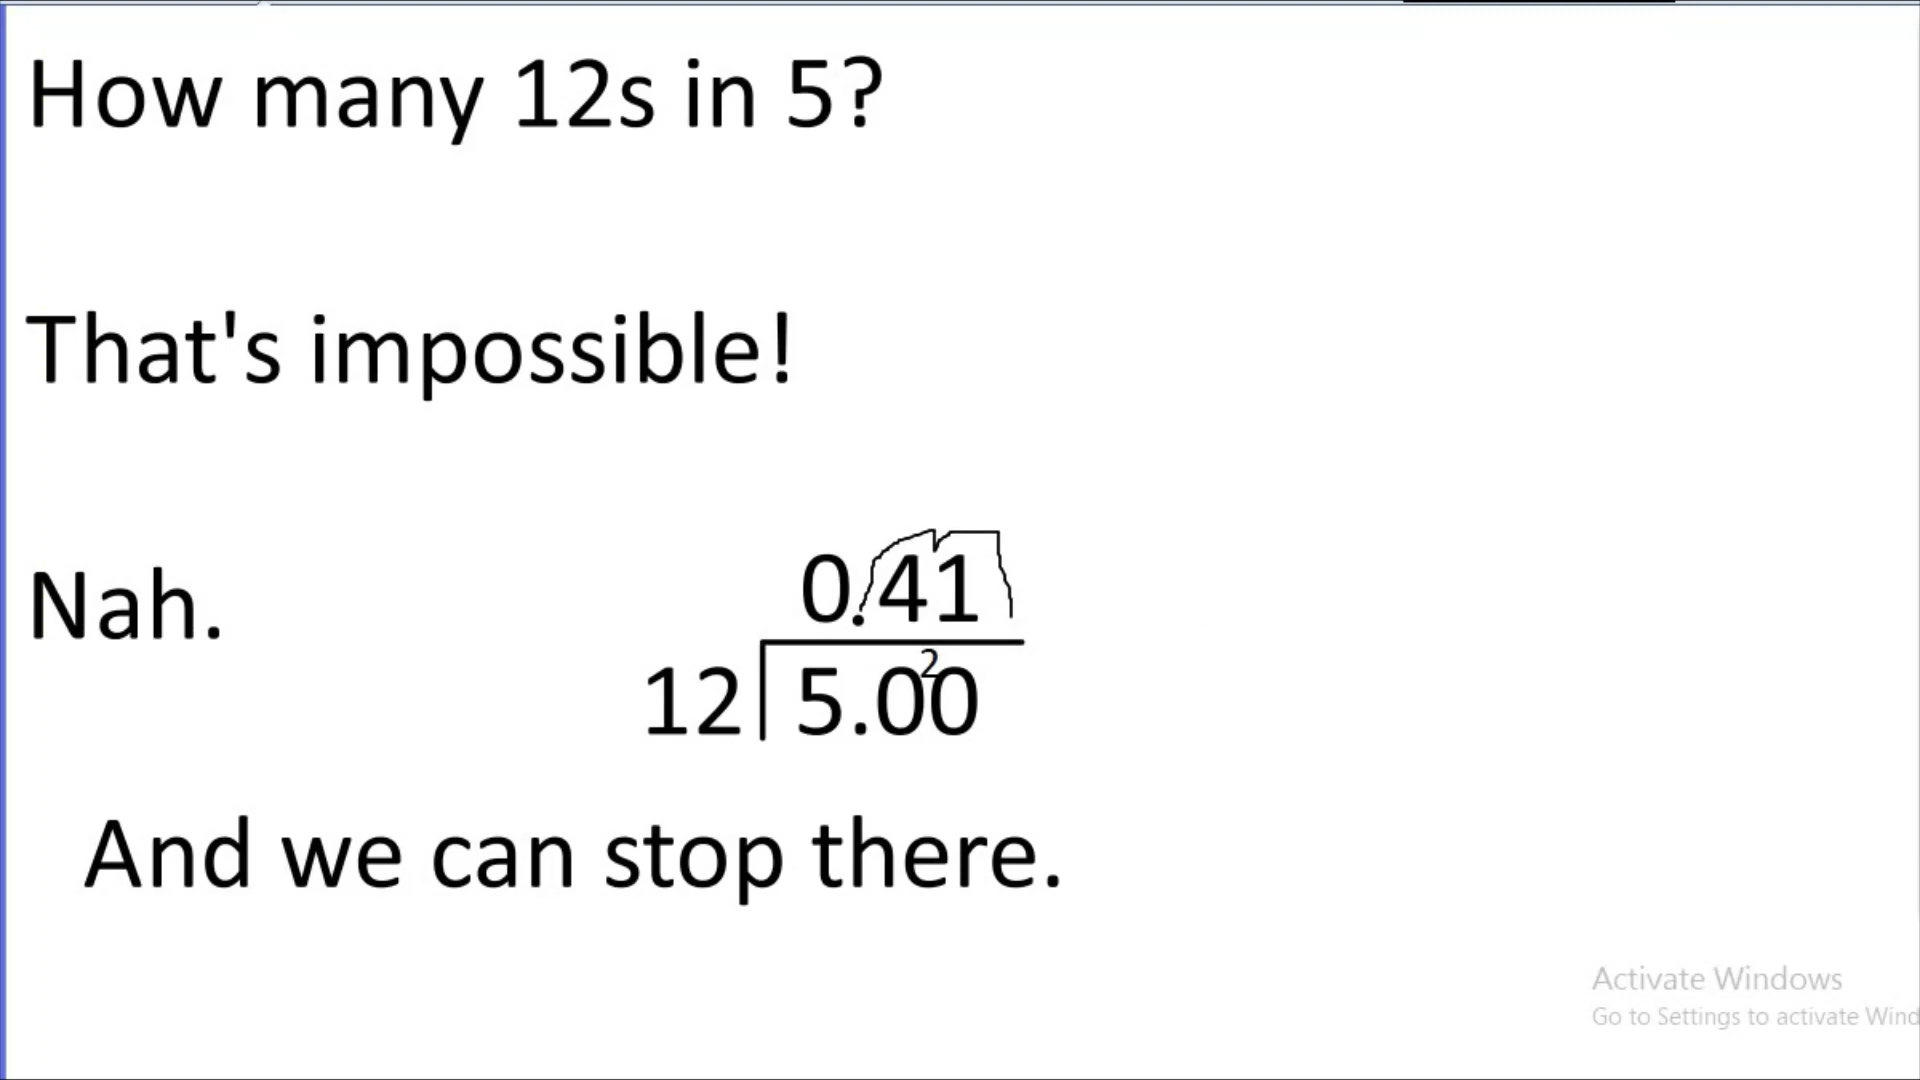 How many 12s in 5?
That's impossible!
Nah.
0.41
2
12 5.00
And we can stop there.
Activate Windows
Go to Settings to activate Wind